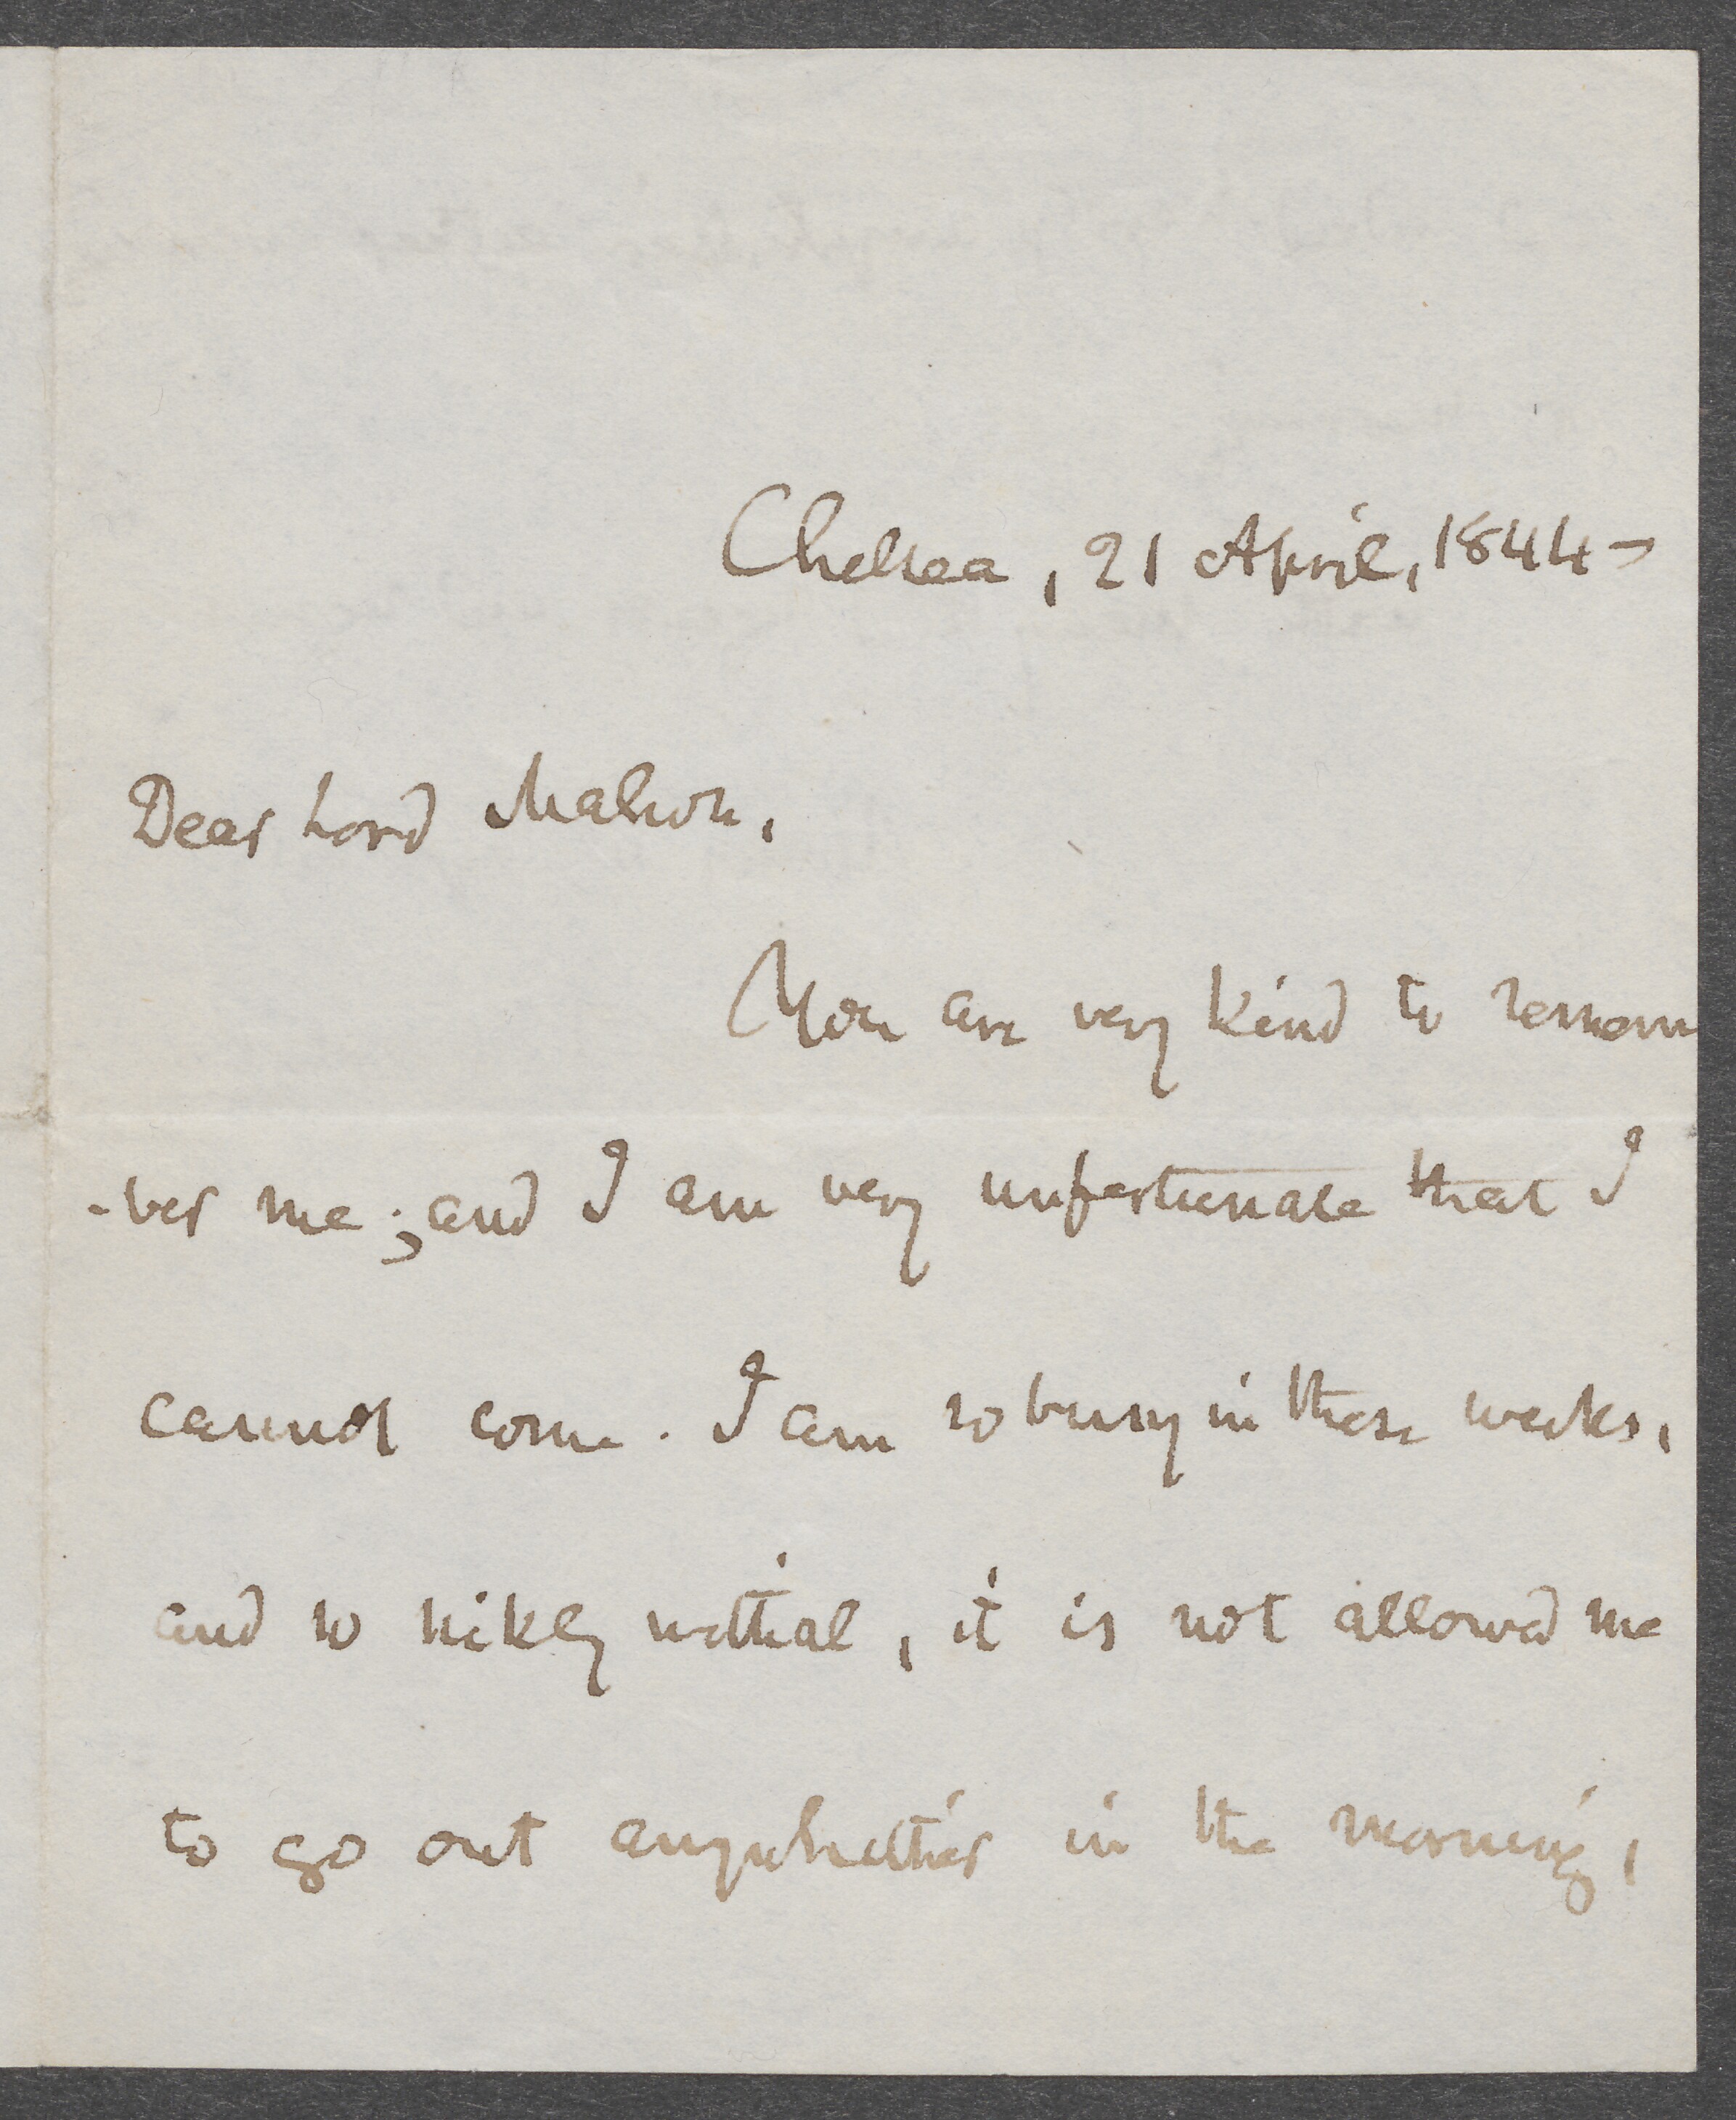 Chelsea, 21 April, 1844 —
Dear Lord Mahon,
You are very kind to remem
-ber me; and I am very unfortunate that I
cannot come. I am so busy in these weeks,
and so sickly withal, it is not allowed me
to go out anywhither in the morning,